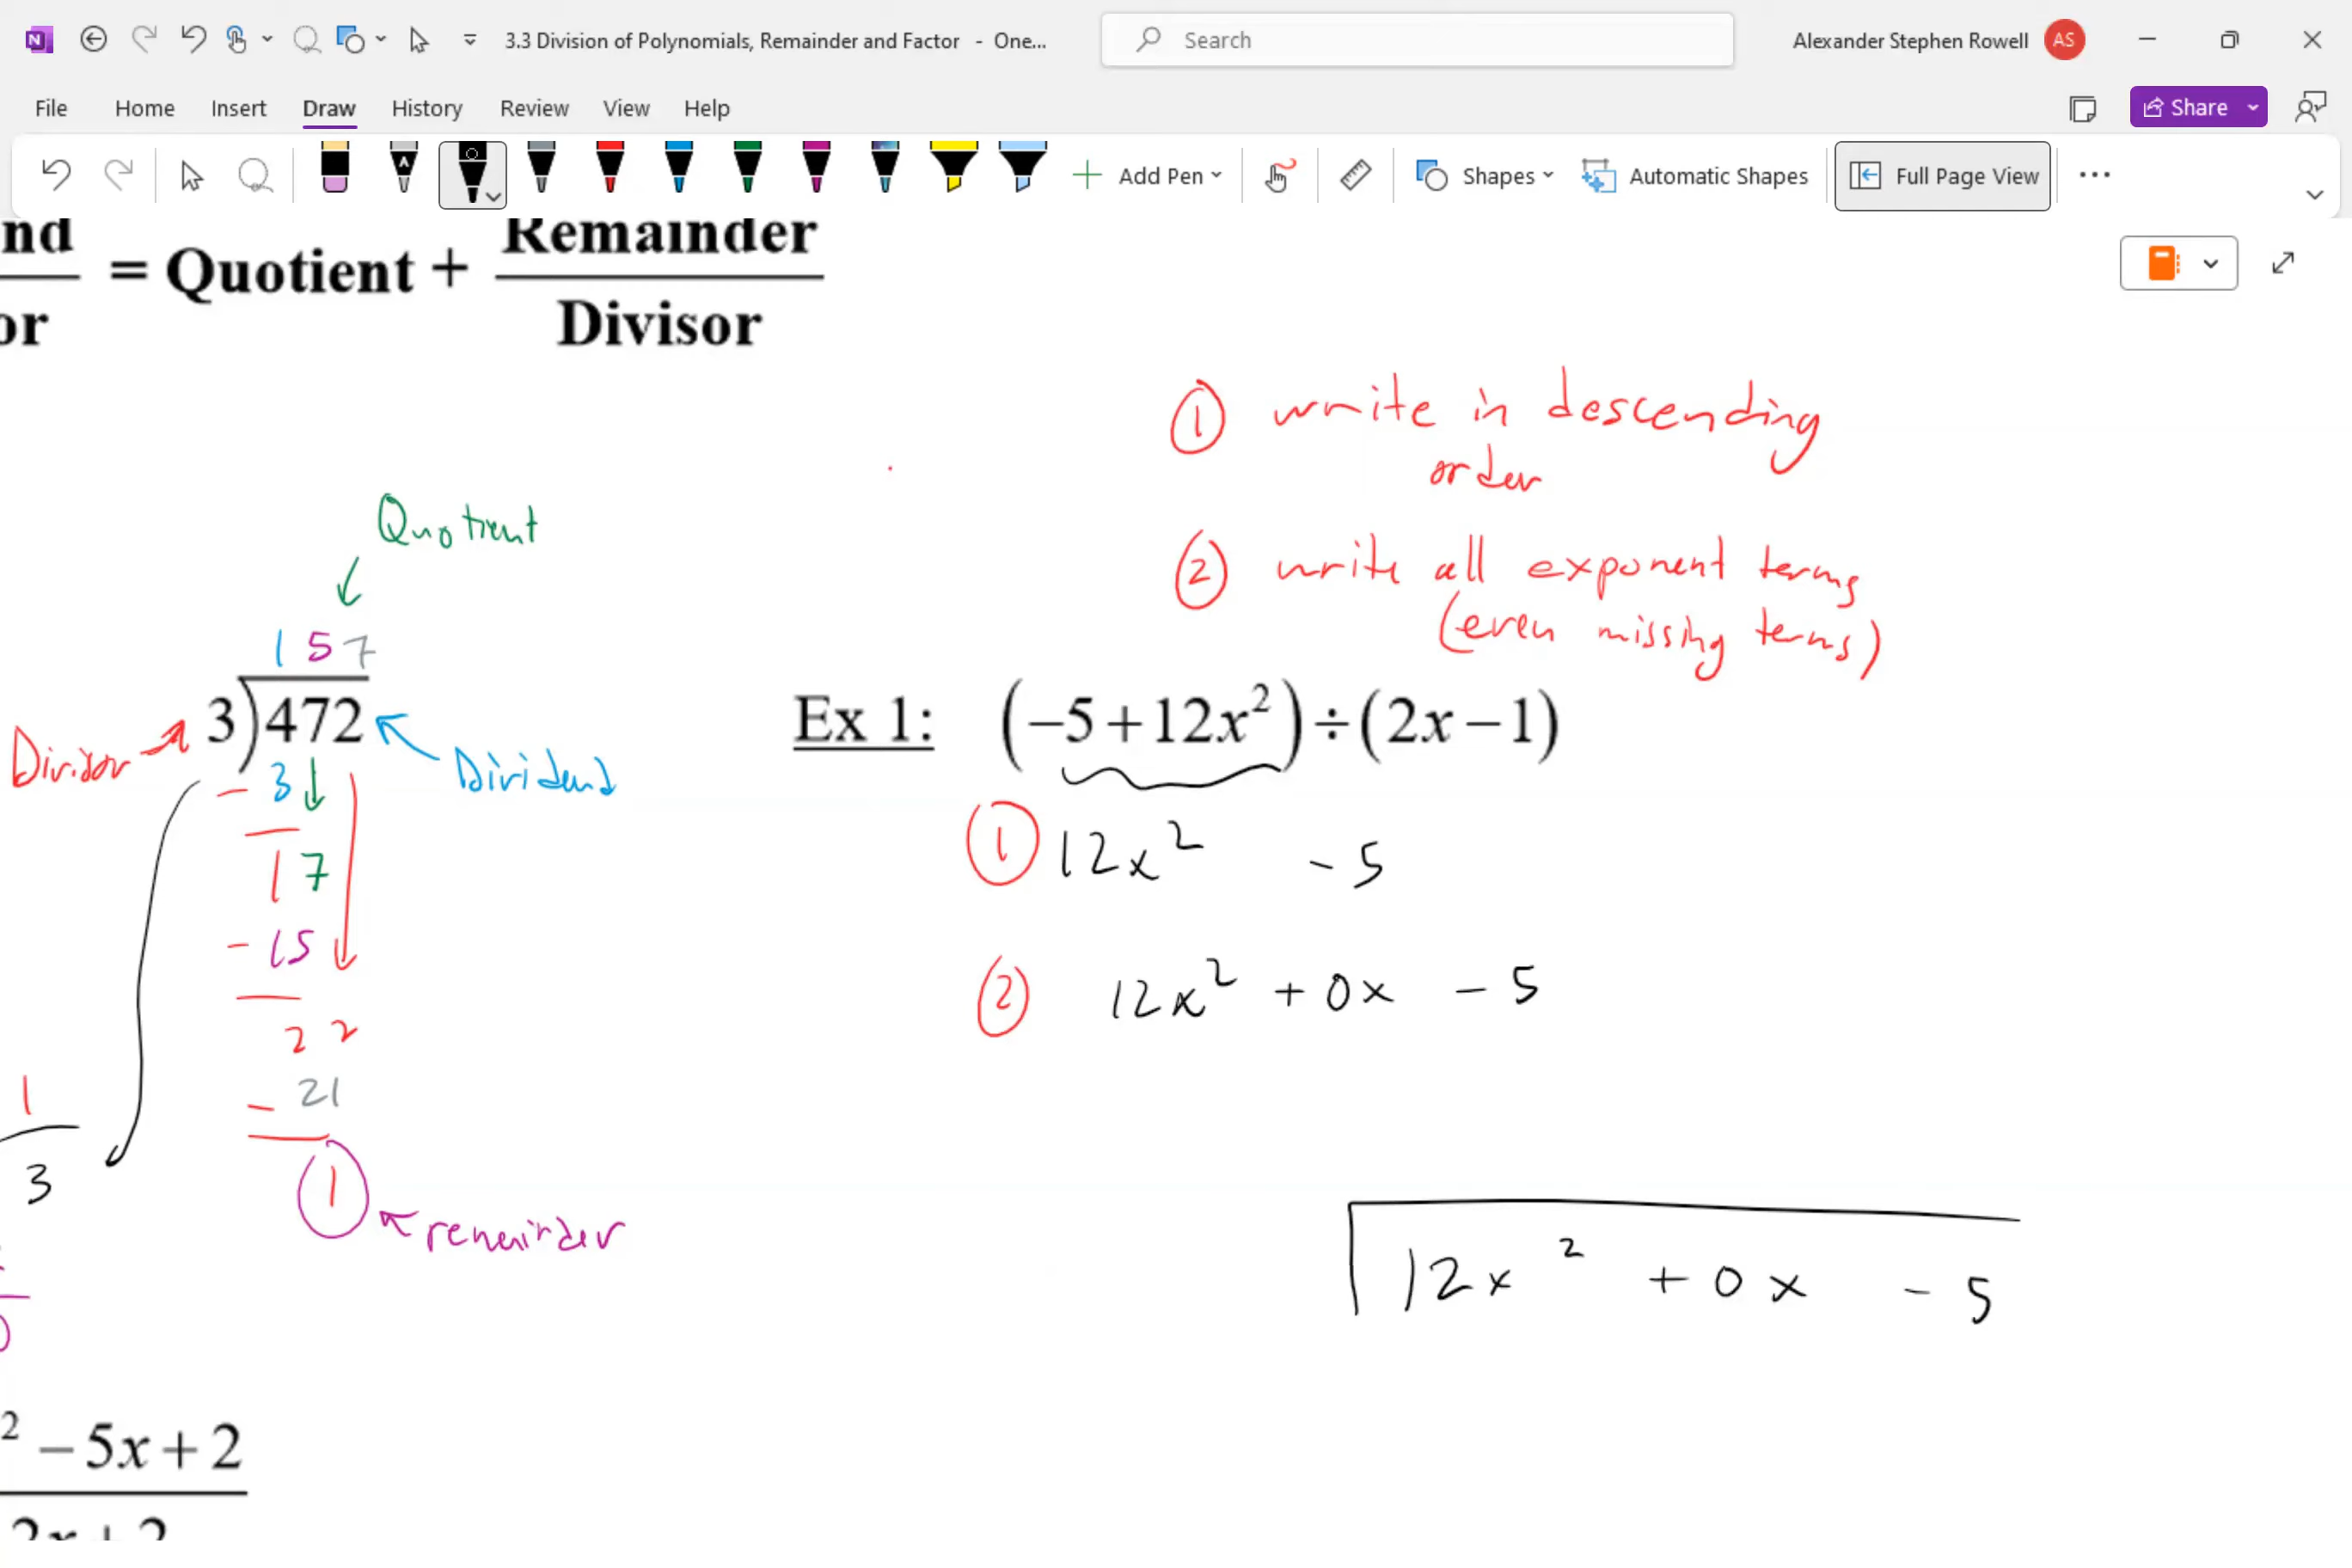 3.3 Division of Polynomials, Remainder and Factor - One...
Search
Alexander Stephen Rowell AS
File Home Insert Draw History Review View Help
Share
Add Pen Shapes Automatic Shapes Full Page View
nd
or
= Quotient + Remainder
Divisor
① write in descending
order
② write all exponent terms
(even missing terms)
Quotient
157
3)472
Divisor
Dividend
- 3
17
- 15
22
- 21
1
remainder
1
3
Ex 1: (−5+12x²)÷(2x−1)
① 12x² - 5
② 12x² + 0x - 5
12x² + 0x - 5
² − 5x + 2